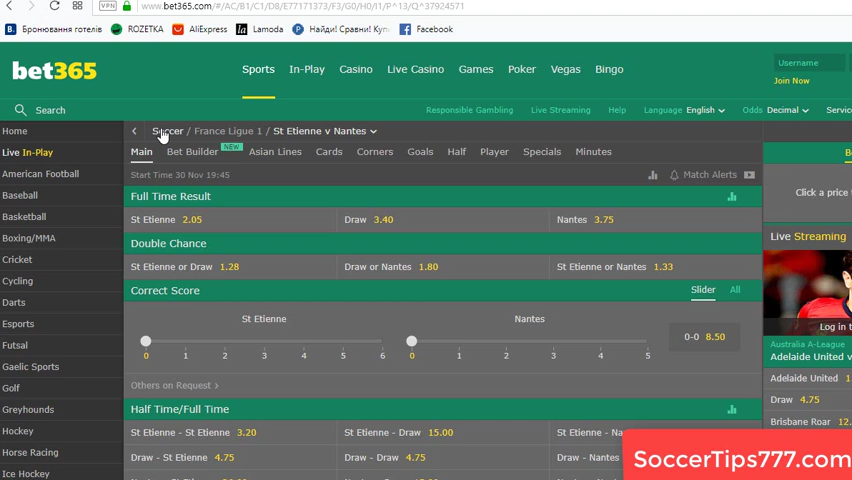 VPN www.bet365.com/#/AC/B1/C1/D8/E77171373/F3/G0/H0/I1/P^13/Q^37924571
B. Бронювання готелів ROZETKA AliExpress la Lamoda Найди! Скрабы! Facebook
bet365
Sports In-Play Casino Live Casino Games Poker Vegas Bingo
Username
Join Now
Search
Responsible Gambling Live Streaming Help Language English Odds Decimal
Home
Soccer / France Ligue 1 / St Etienne v Nantes
Live In-Play
Main Bet Builder NEW Asian Lines Cards Corners Goals Half Player Specials Minutes
American Football
Start Time 30 Nov 19:45
Match Alerts
Click a price
Baseball
Full Time Result
Basketball
St Etienne 2.05 Draw 3.40 Nantes 3.75
Boxing/MMA
Double Chance
Live Streaming
Cricket
St Etienne or Draw 1.28 Draw or Nantes 1.80 St Etienne or Nantes 1.33
Cycling
Correct Score
Slider All
Darts
Esports
St Etienne Nantes
Log in t
Futsal
0-0 8.50
Australia A-League
0 1 2 3 4 5 6 0 1 2 3 4 5
Adelaide United v
Gaelic Sports
Adelaide United
Golf
Others on Request
Draw 4.75
Greyhounds
Half Time/Full Time
Brisbane Roar 12.
Hockey
St Etienne - St Etienne 3.20 St Etienne - Draw 15.00 St Etienne - Na
Horse Racing
Draw - St Etienne 4.75 Draw - Draw 4.75 Draw - Nantes
Ice Hockey
SoccerTips777.com